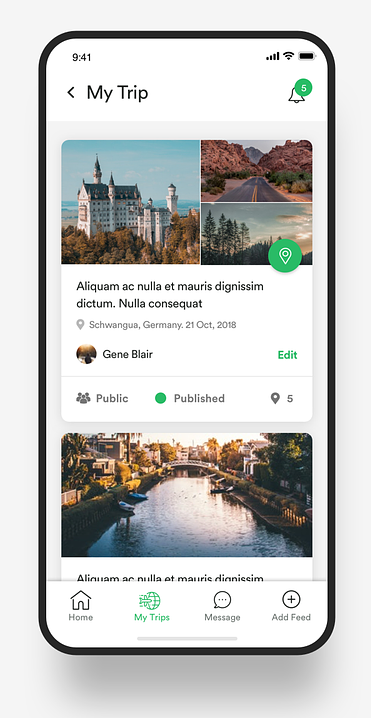 9:41
My Trip
5
Aliquam ac nulla et mauris dignissim
dictum. Nulla consequat
Schwangua, Germany. 21 Oct, 2018
Gene Blair
Edit
Public
Published
5
Aliquam ac nulla et mauris dignissim
Home
My Trips
Message
Add Feed